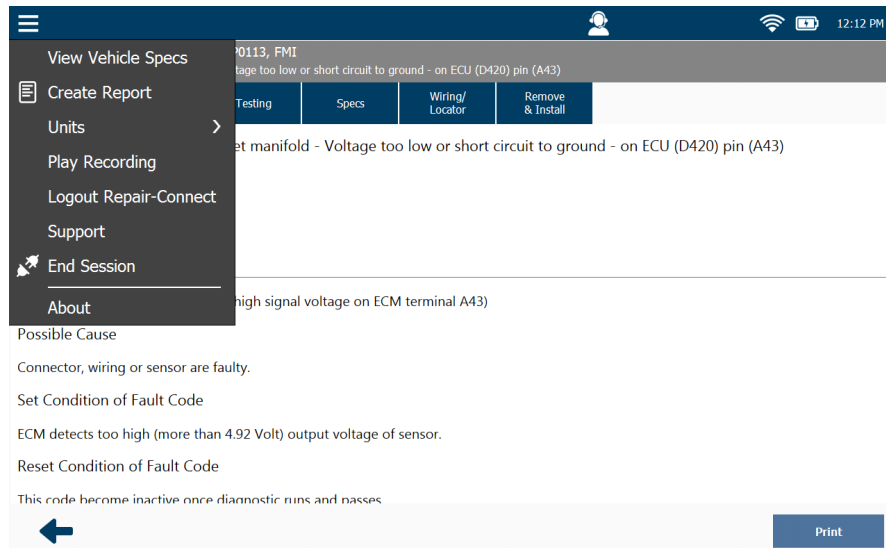 12:12 PM
View Vehicle Specs
Create Report
Units
Play Recording
Logout Repair-Connect
Support
End Session
About
P0113, FMI
tage too low or short circuit to ground - on ECU (D420) pin (A43)
Testing
Specs
Wiring/
Locator
Remove
& Install
et manifold - Voltage too low or short circuit to ground - on ECU (D420) pin (A43)
high signal voltage on ECM terminal A43)
Possible Cause
Connector, wiring or sensor are faulty.
Set Condition of Fault Code
ECM detects too high (more than 4.92 Volt) output voltage of sensor.
Reset Condition of Fault Code
This code become inactive once diagnostic runs and passes
Print